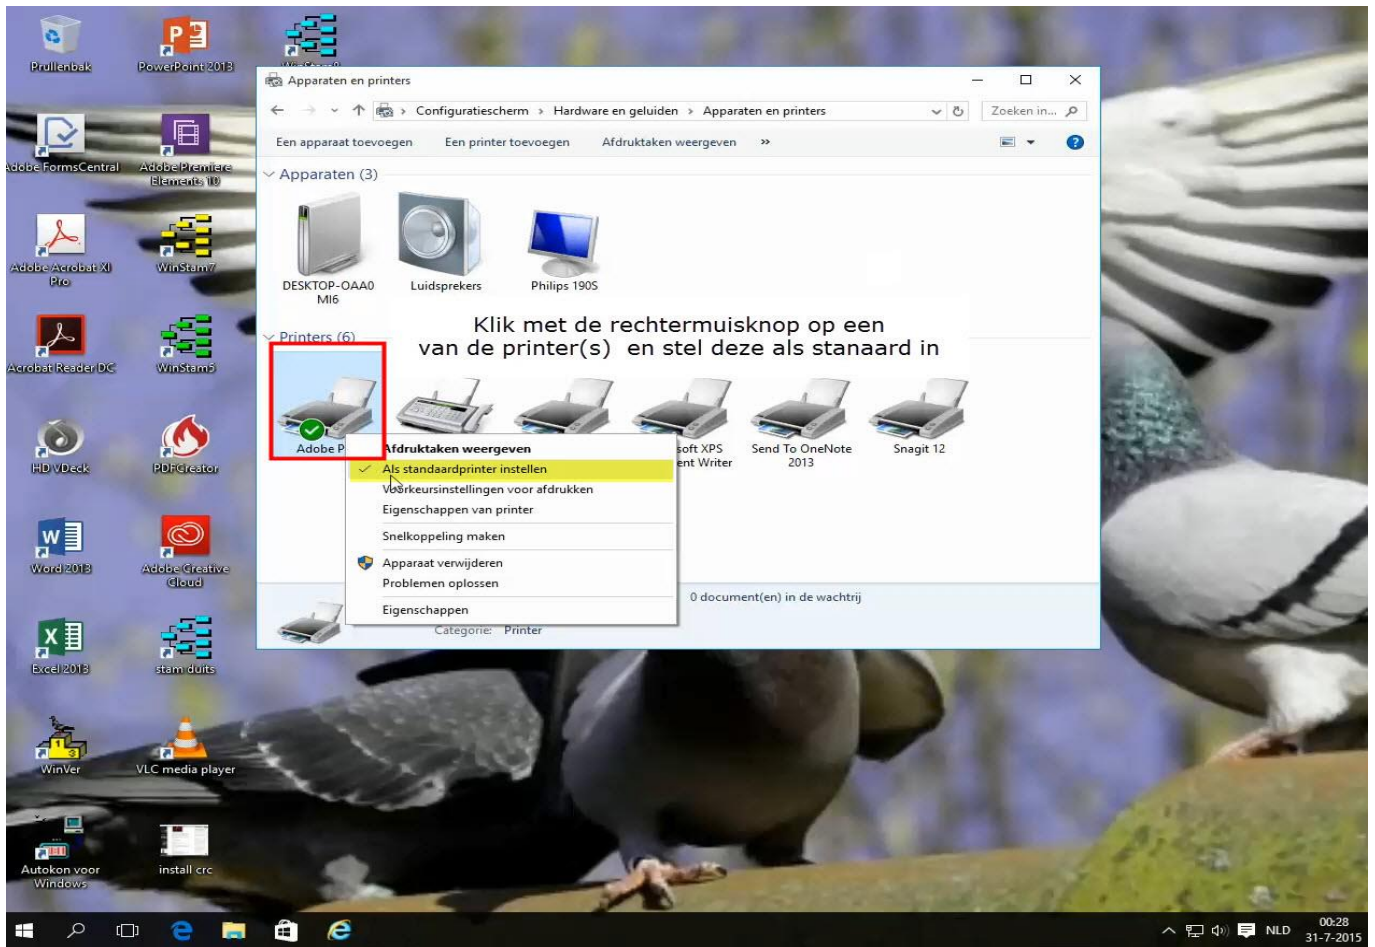 Prullenbak
PowerPoint 2013
Adobe FormsCentral
Adobe Premiere
Elements 10
Adobe Acrobat XI
Pro
WinStam7
Acrobat Reader DC
WinStam5
HD VDeck
PDFCreator
Word 2013
Adobe Creative
Cloud
Excel 2013
stam duits
WinVer
VLC media player
Autokon voor
Windows
install crc
Apparaten en printers
Configuratiescherm > Hardware en geluiden > Apparaten en printers
Zoeken in...
Een apparaat toevoegen
Een printer toevoegen
Afdruktaken weergeven
»
Apparaten (3)
DESKTOP-OAA0
MI6
Luidsprekers
Philips 190S
Printers (6)
Klik met de rechtermuisknop op een
van de printer(s) en stel deze als stanaard in
Adobe P
soft XPS
ent Writer
Send To OneNote
2013
Snagit 12
Afdruktaken weergeven
Als standaardprinter instellen
Voorkeursinstellingen voor afdrukken
Eigenschappen van printer
Snelkoppeling maken
Apparaat verwijderen
Problemen oplossen
Eigenschappen
0 document(en) in de wachtrij
Categorie: Printer
NLD
00:28
31-7-2015